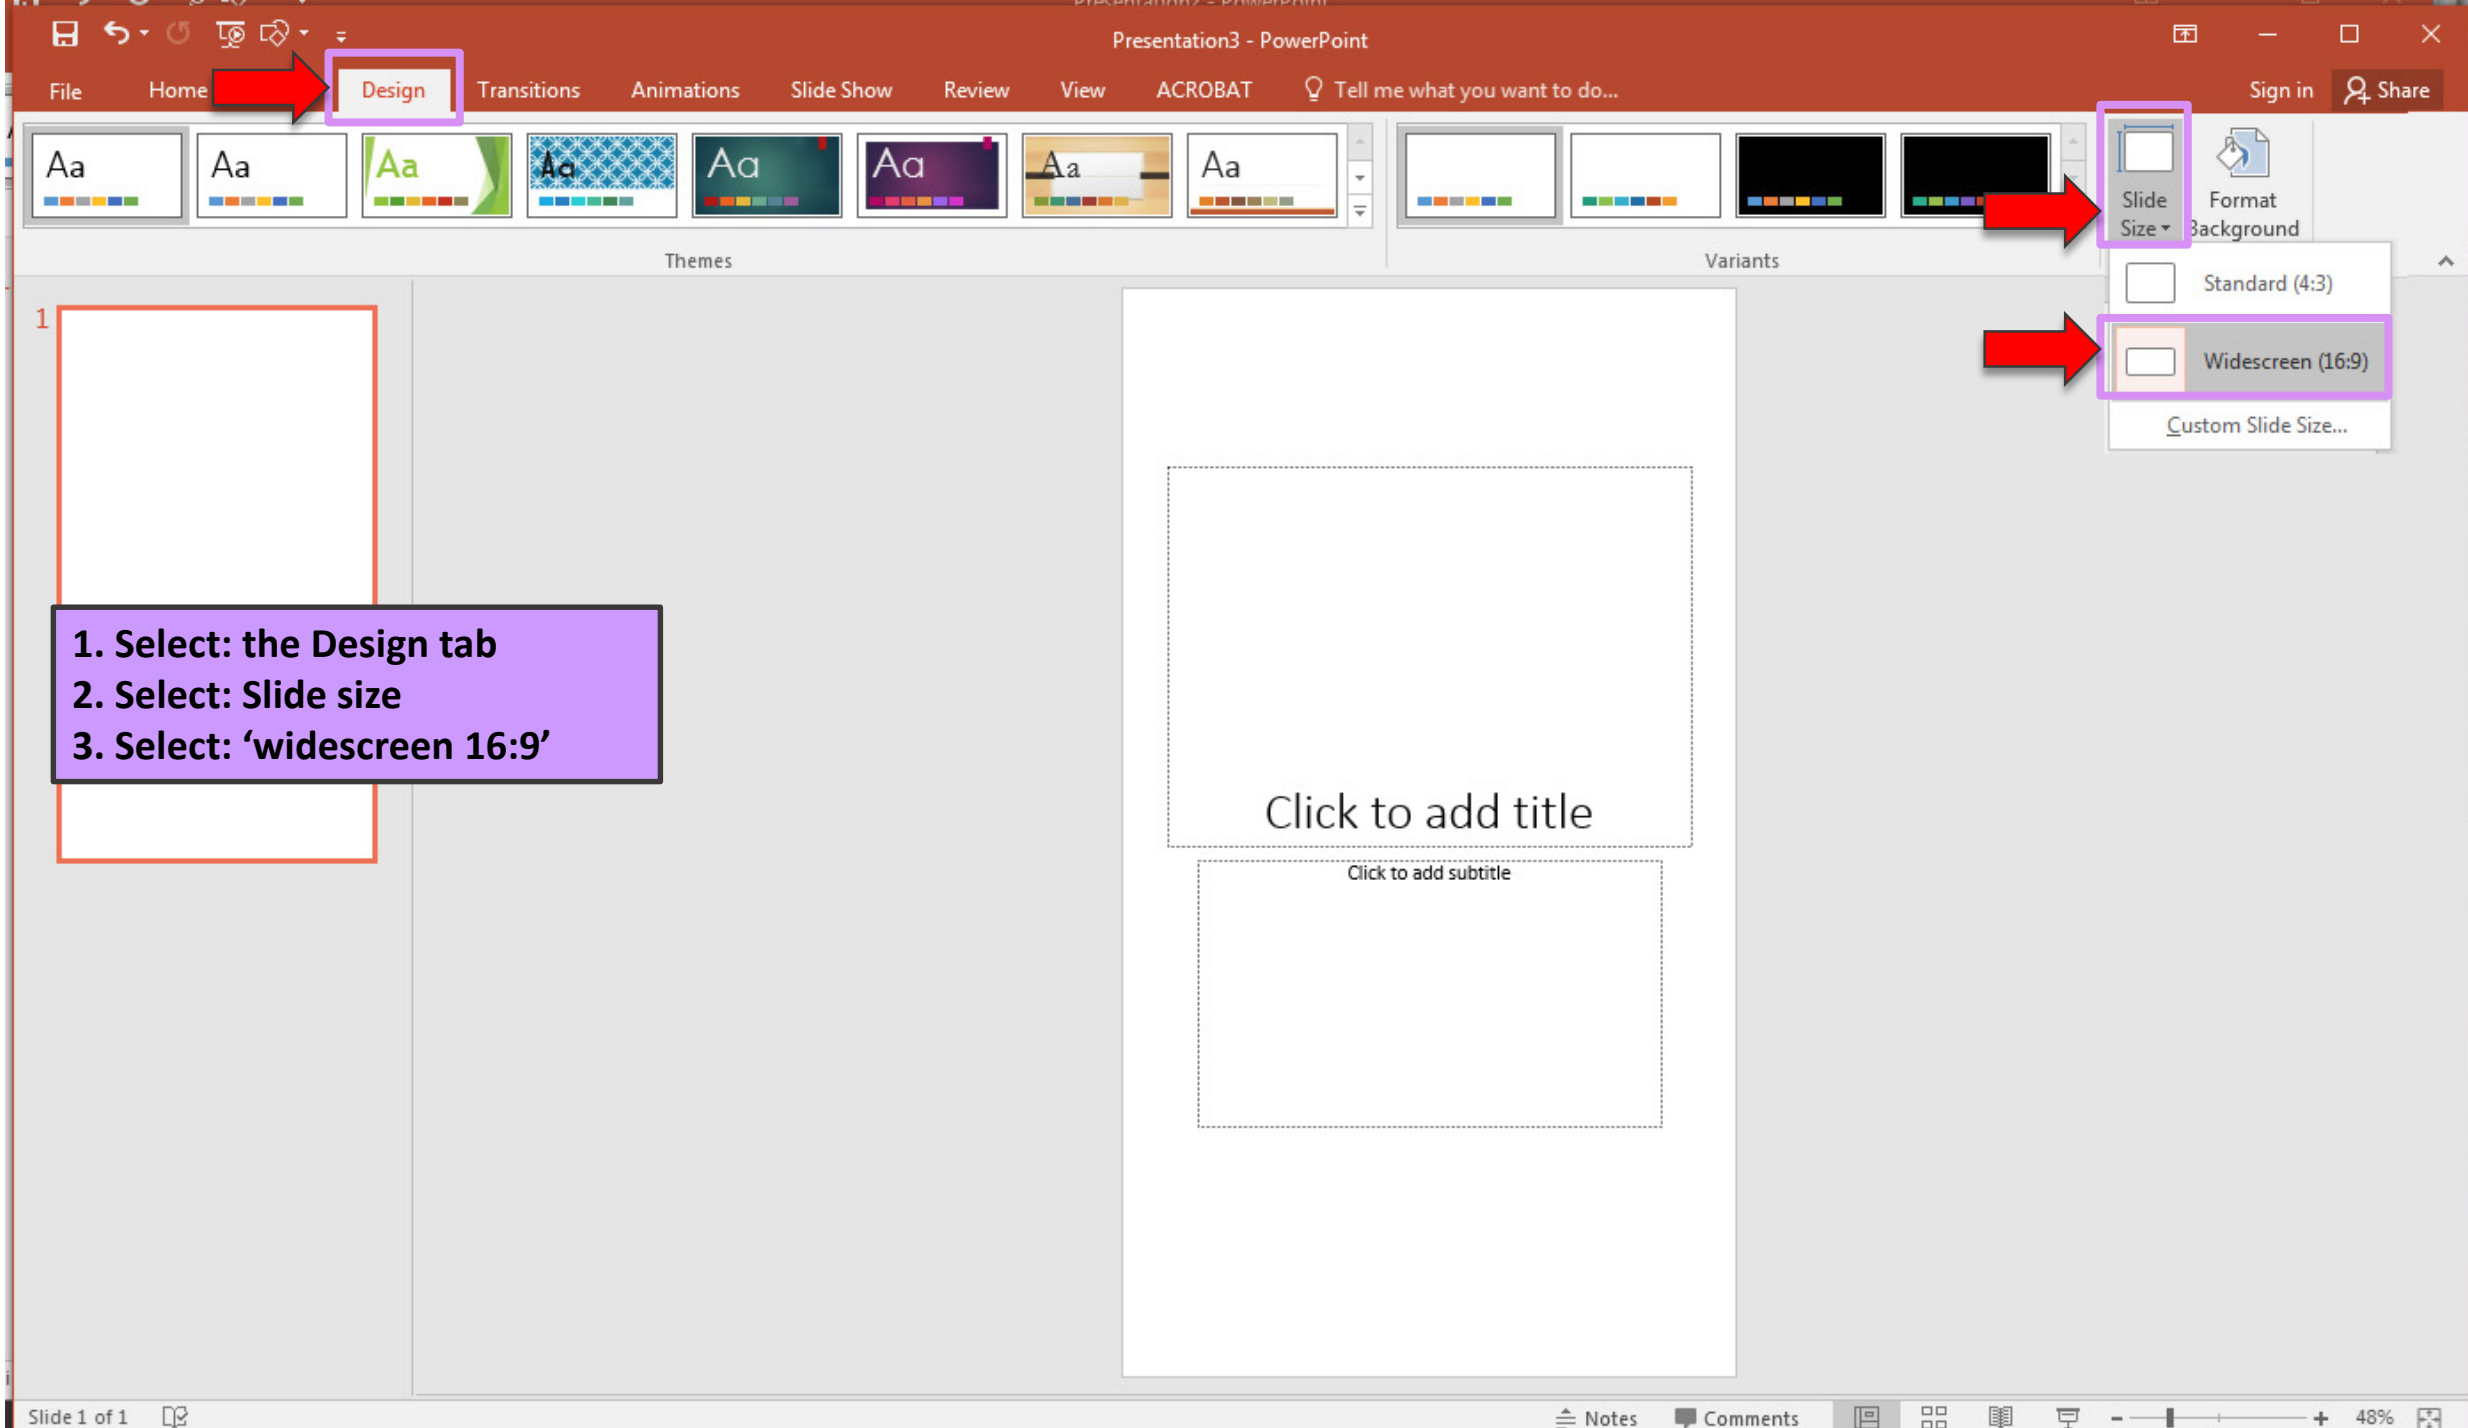 Presentation2 - PowerPoint
Presentation3 - PowerPoint
File Home Design Transitions Animations Slide Show Review View ACROBAT Tell me what you want to do... Sign in Share
Aa Aa Aa Aa Aa Aa Aa Aa
Slide
Size
Format
Background
Themes
Variants
Standard (4:3)
Widescreen (16:9)
Custom Slide Size...
1
1. Select: the Design tab
2. Select: Slide size
3. Select: ‘widescreen 16:9’
Click to add title
Click to add subtitle
Slide 1 of 1 Notes Comments 48%